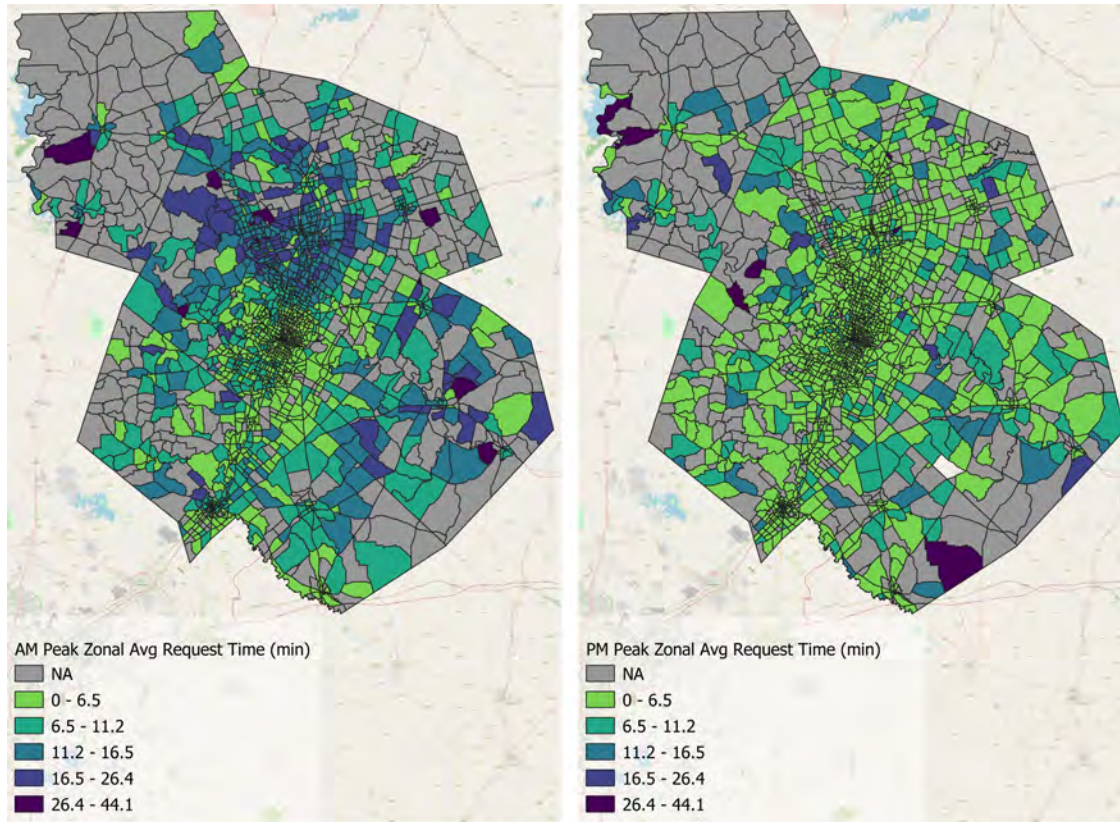 AM Peak Zonal Avg Request Time (min)
NA
0 - 6.5
6.5 - 11.2
11.2 - 16.5
16.5 - 26.4
26.4 - 44.1
PM Peak Zonal Avg Request Time (min)
NA
0 - 6.5
6.5 - 11.2
11.2 - 16.5
16.5 - 26.4
26.4 - 44.1